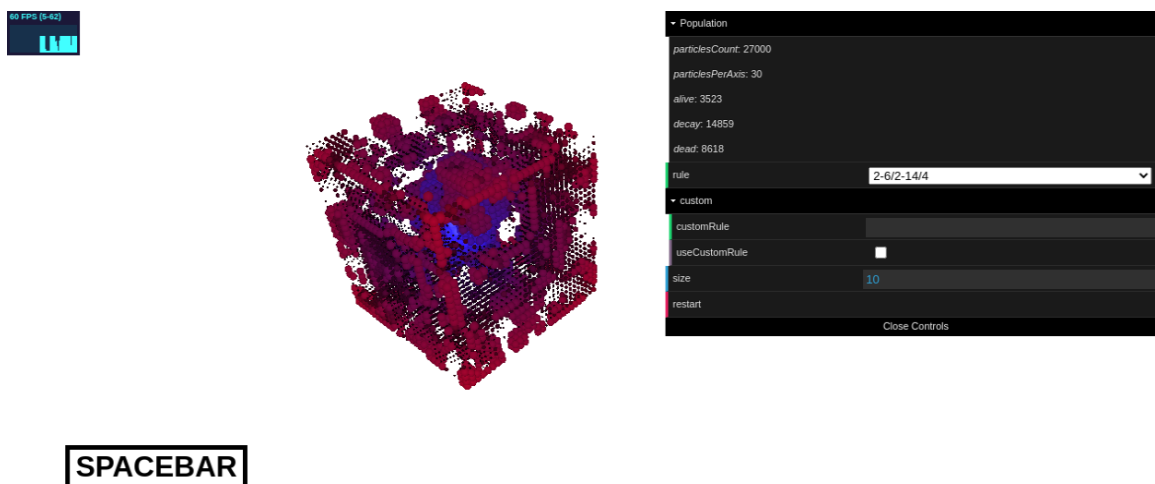 60 FPS (5-62)
Population
particlesCount: 27000
particlesPerAxis: 30
alive: 3523
decay: 14859
dead: 8618
rule 2-6/2-14/4
custom
customRule
useCustomRule
size 10
restart
Close Controls
SPACEBAR